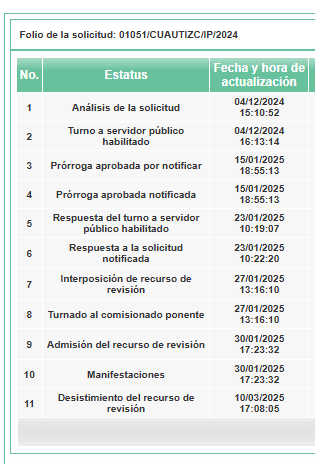 Folio de la solicitud: 01051/CUAUTIZC/IP/2024
No. Estatus Fecha y hora de
actualización
1 Análisis de la solicitud 04/12/2024
15:10:52
2 Turno a servidor público
habilitado 04/12/2024
16:13:14
3 Prórroga aprobada por notificar 15/01/2025
18:55:13
4 Prórroga aprobada notificada 15/01/2025
18:55:13
5 Respuesta del turno a servidor
público habilitado 23/01/2025
10:19:07
6 Respuesta a la solicitud
notificada 23/01/2025
10:22:20
7 Interposición de recurso de
revisión 27/01/2025
13:16:10
8 Turnado al comisionado ponente 27/01/2025
13:16:10
9 Admisión del recurso de revisión 30/01/2025
17:23:32
10 Manifestaciones 30/01/2025
17:23:32
11 Desistimiento del recurso de
revisión 10/03/2025
17:08:05